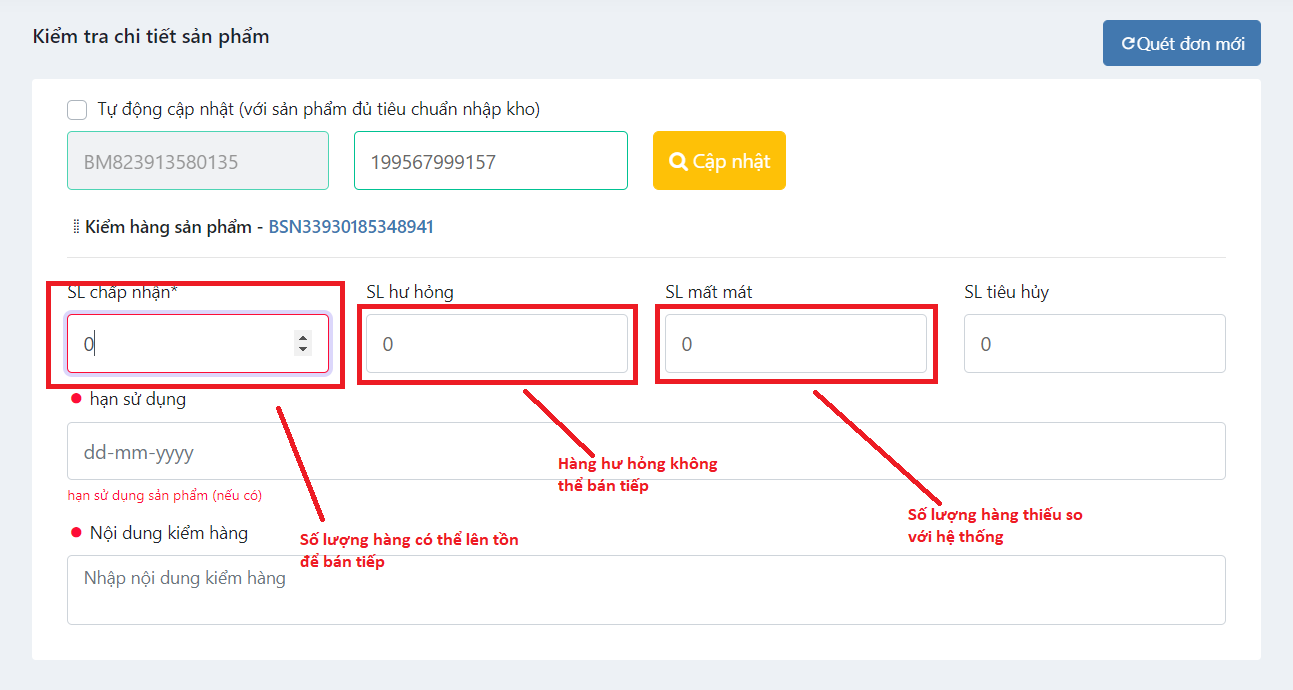 Kiểm tra chi tiết sản phẩm
Quét đơn mới
Tự động cập nhật (với sản phẩm đủ tiêu chuẩn nhập kho)
BM823913580135
199567999157
Cập nhật
Kiểm hàng sản phẩm - BSN33930185348941
SL chấp nhận*
SL hư hỏng
SL mất mát
SL tiêu hủy
0
0
0
0
hạn sử dụng
dd-mm-yyyy
Hàng hư hỏng không
thể bán tiếp
hạn sử dụng sản phẩm (nếu có)
Số lượng hàng thiếu so
với hệ thống
Nội dung kiểm hàng
Số lượng hàng có thể lên tồn
để bán tiếp
Nhập nội dung kiểm hàng